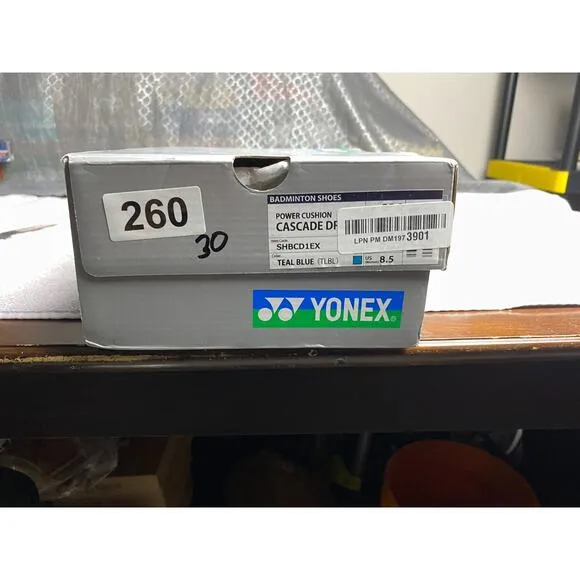 260
30
BADMINTON SHOES
POWER CUSHION
CASCADE DR
SHBCD1EX
TEAL BLUE (TLBL)
US
8.5
LPN PM DM197 3901
YONEX